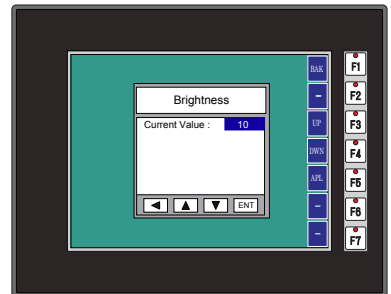 Brightness
Current Value : 10
ENT
BAK
–
UP
DWN
APL
–
–
F1
F2
F3
F4
F5
F6
F7